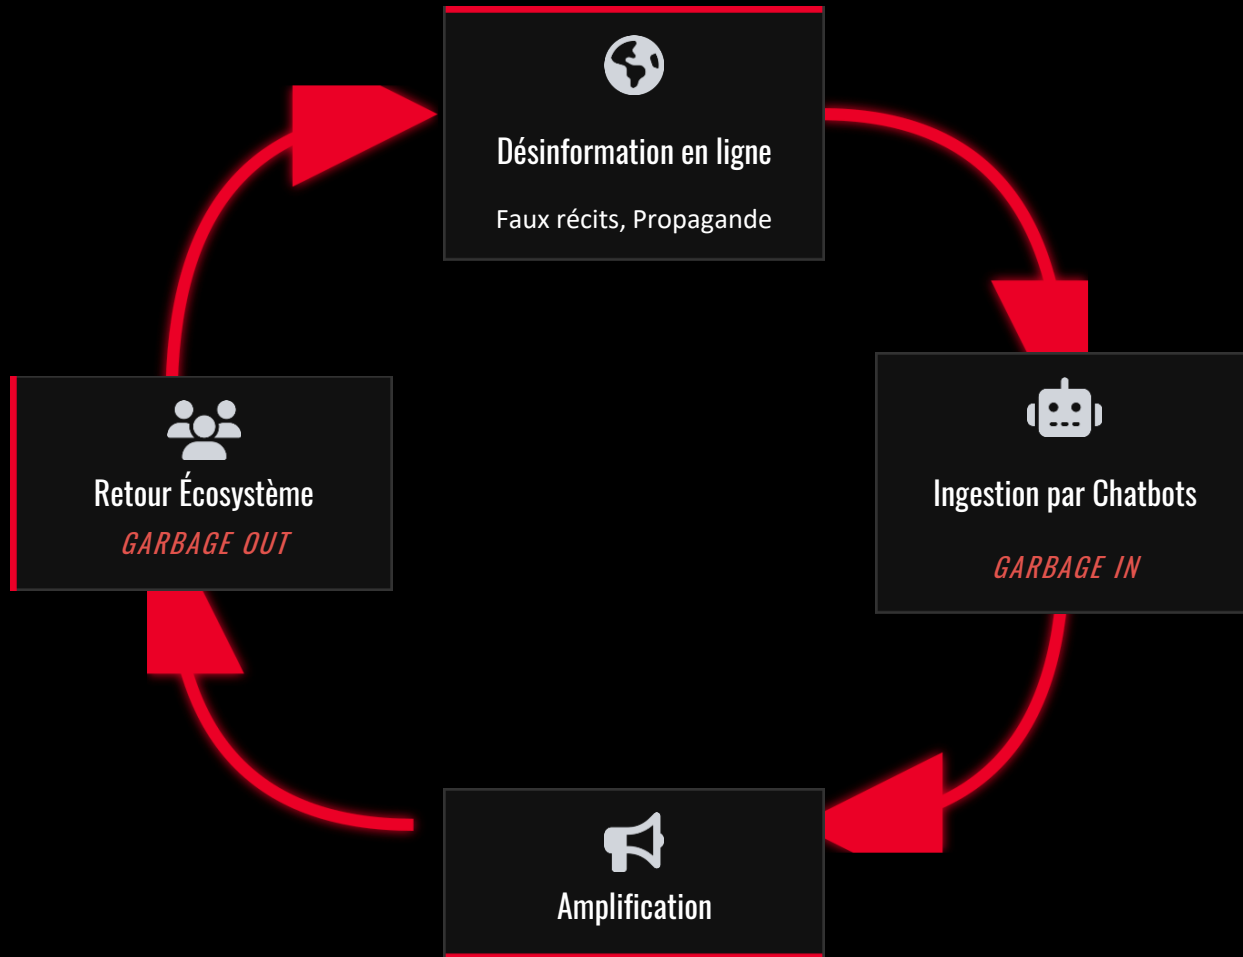 Désinformation en ligne
Faux récits, Propagande
Retour Écosystème
GARBAGE OUT
Ingestion par Chatbots
GARBAGE IN
Amplification